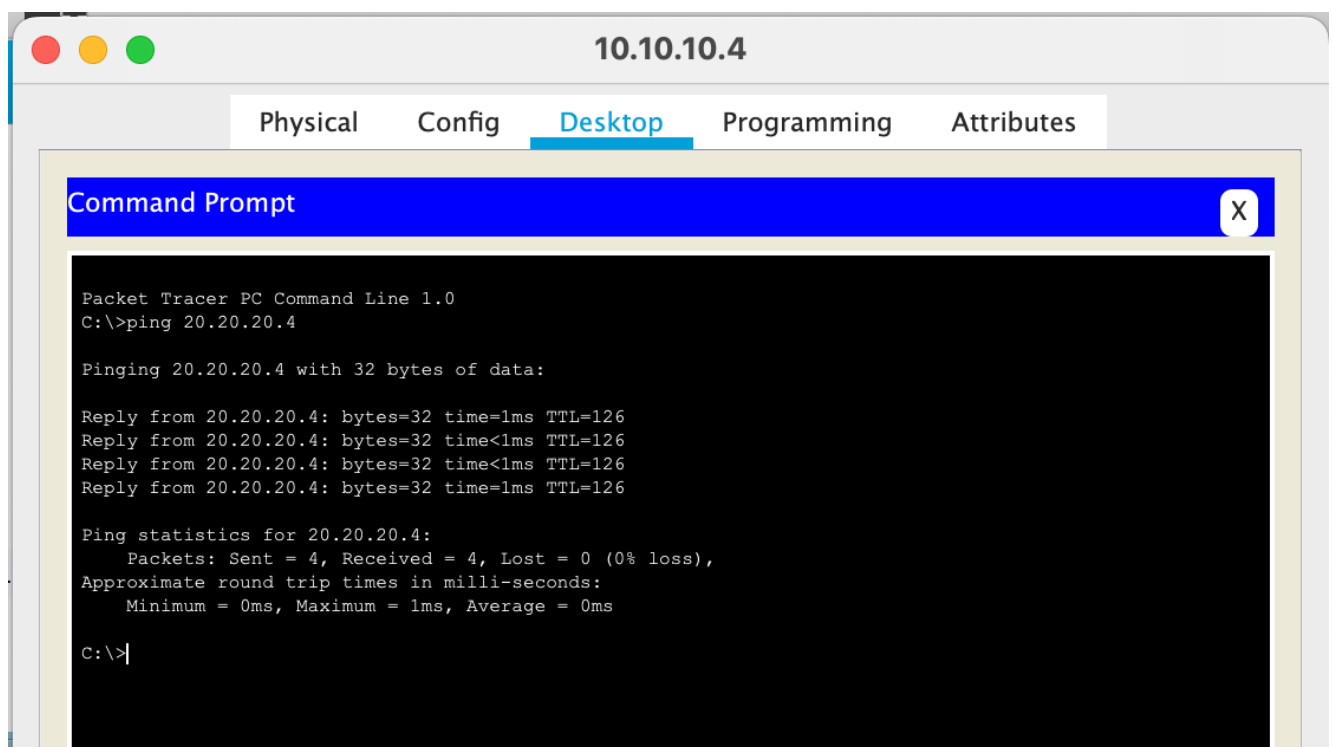 10.10.10.4
Physical Config Desktop Programming Attributes
Command Prompt
X
Packet Tracer PC Command Line 1.0
C:\>ping 20.20.20.4
Pinging 20.20.20.4 with 32 bytes of data:
Reply from 20.20.20.4: bytes=32 time=1ms TTL=126
Reply from 20.20.20.4: bytes=32 time<1ms TTL=126
Reply from 20.20.20.4: bytes=32 time<1ms TTL=126
Reply from 20.20.20.4: bytes=32 time=1ms TTL=126
Ping statistics for 20.20.20.4:
Packets: Sent = 4, Received = 4, Lost = 0 (0% loss),
Approximate round trip times in milli-seconds:
Minimum = 0ms, Maximum = 1ms, Average = 0ms
C:\>